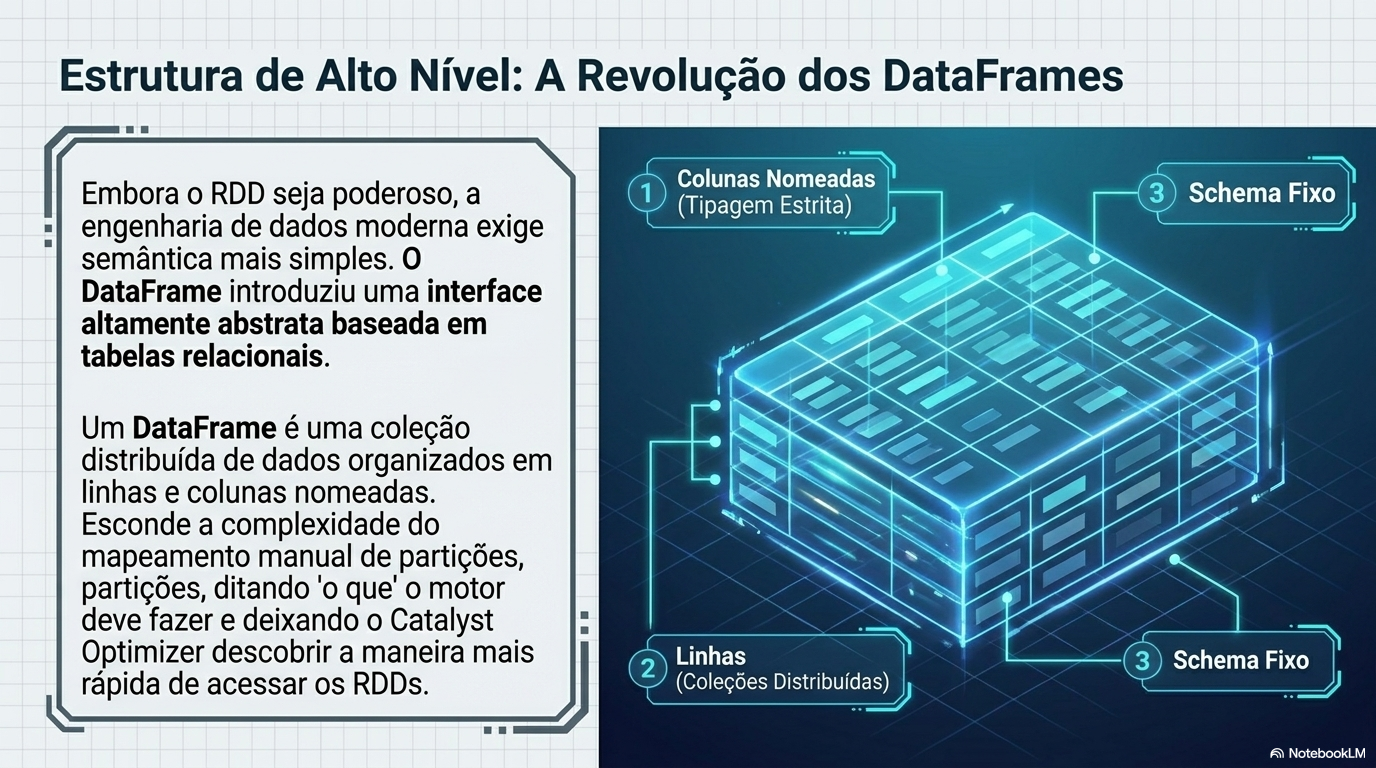 Estrutura de Alto Nível: A Revolução dos DataFrames
Embora o RDD seja poderoso, a
engenharia de dados moderna exige
semântica mais simples. O
DataFrame introduziu uma interface
altamente abstrata baseada em
tabelas relacionais.
Um DataFrame é uma coleção
distribuída de dados organizados em
linhas e colunas nomeadas.
Esconde a complexidade do
mapeamento manual de partições,
partições, ditando 'o que' o motor
deve fazer e deixando o Catalyst
Optimizer descobrir a maneira mais
rápida de acessar os RDDs.
1 Colunas Nomeadas
(Tipagem Estrita)
3 Schema Fixo
2 Linhas
(Coleções Distribuídas)
3 Schema Fixo
NotebookLM